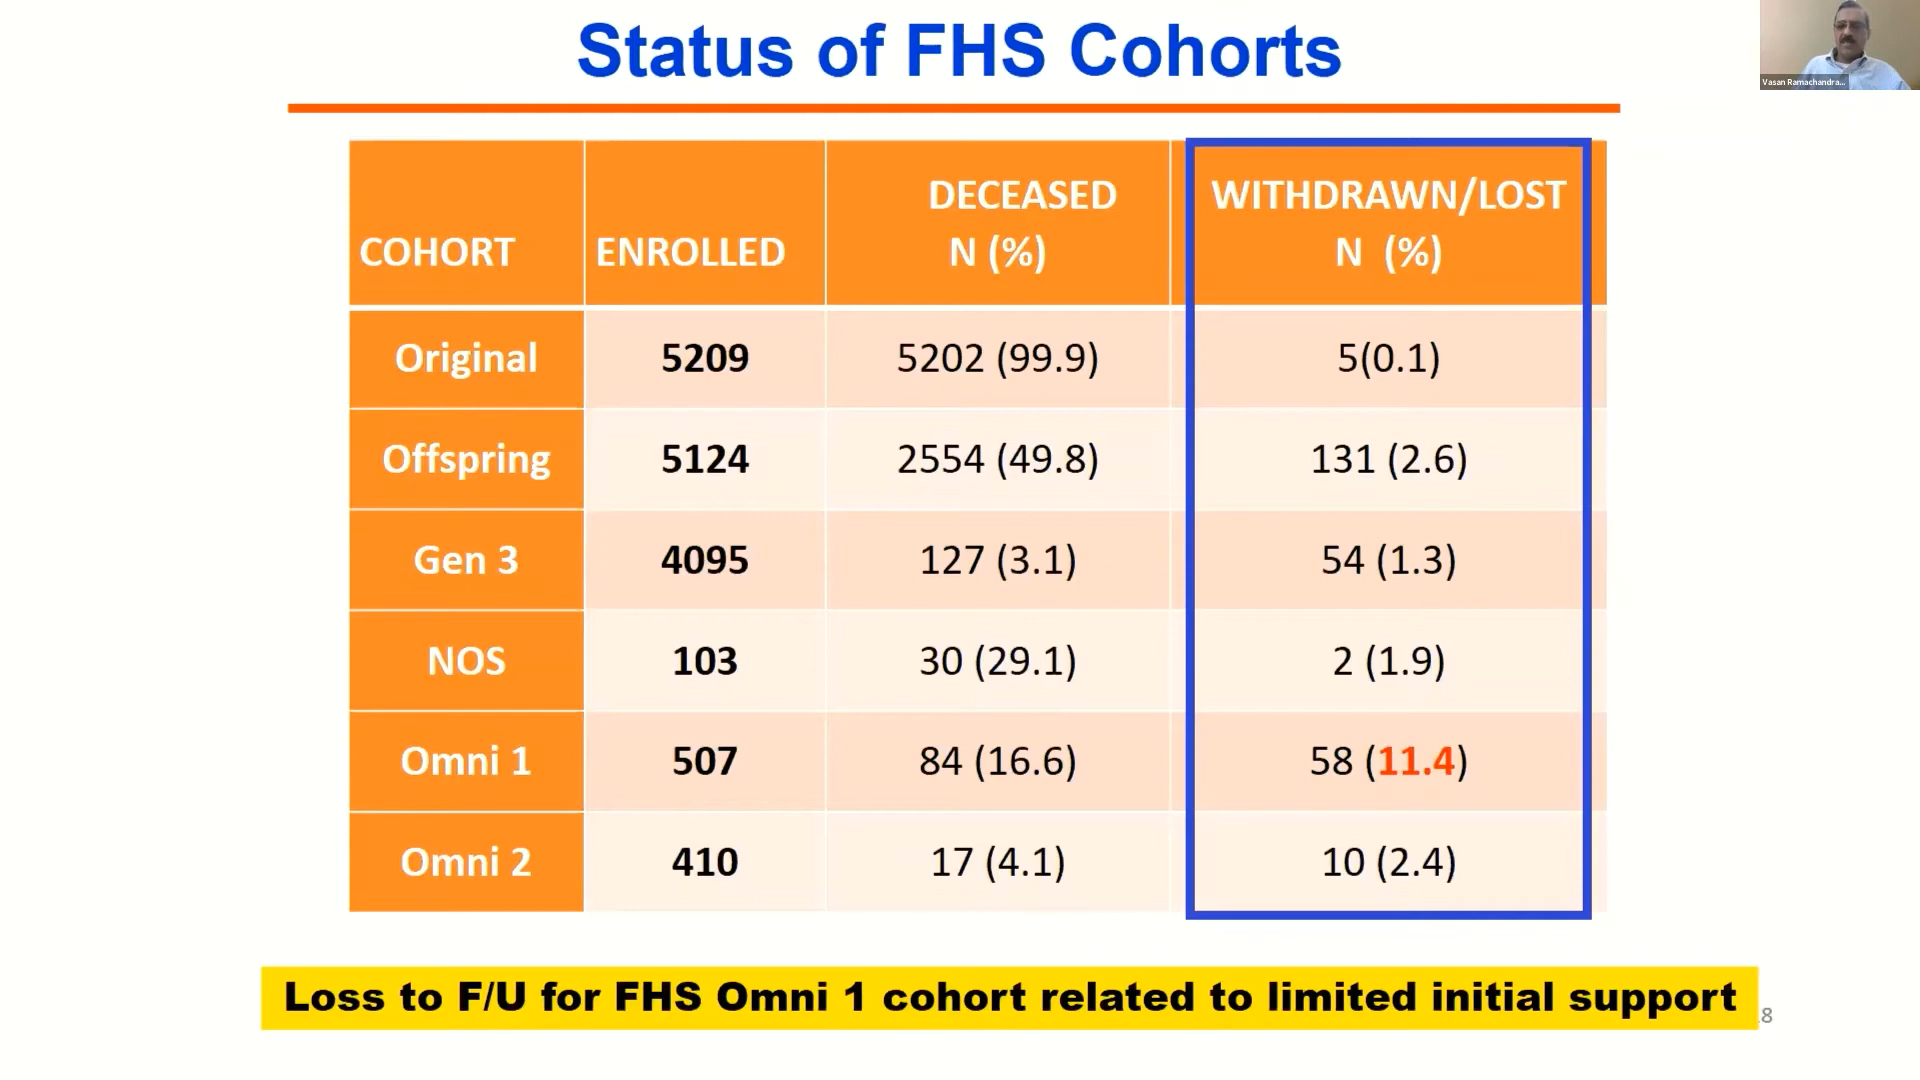 Status of FHS Cohorts
Vasan Ramachandra...
COHORT ENROLLED DECEASED N (%) WITHDRAWN/LOST N (%)
Original 5209 5202 (99.9) 5(0.1)
Offspring 5124 2554 (49.8) 131 (2.6)
Gen 3 4095 127 (3.1) 54 (1.3)
NOS 103 30 (29.1) 2 (1.9)
Omni 1 507 84 (16.6) 58 (11.4)
Omni 2 410 17 (4.1) 10 (2.4)
Loss to F/U for FHS Omni 1 cohort related to limited initial support